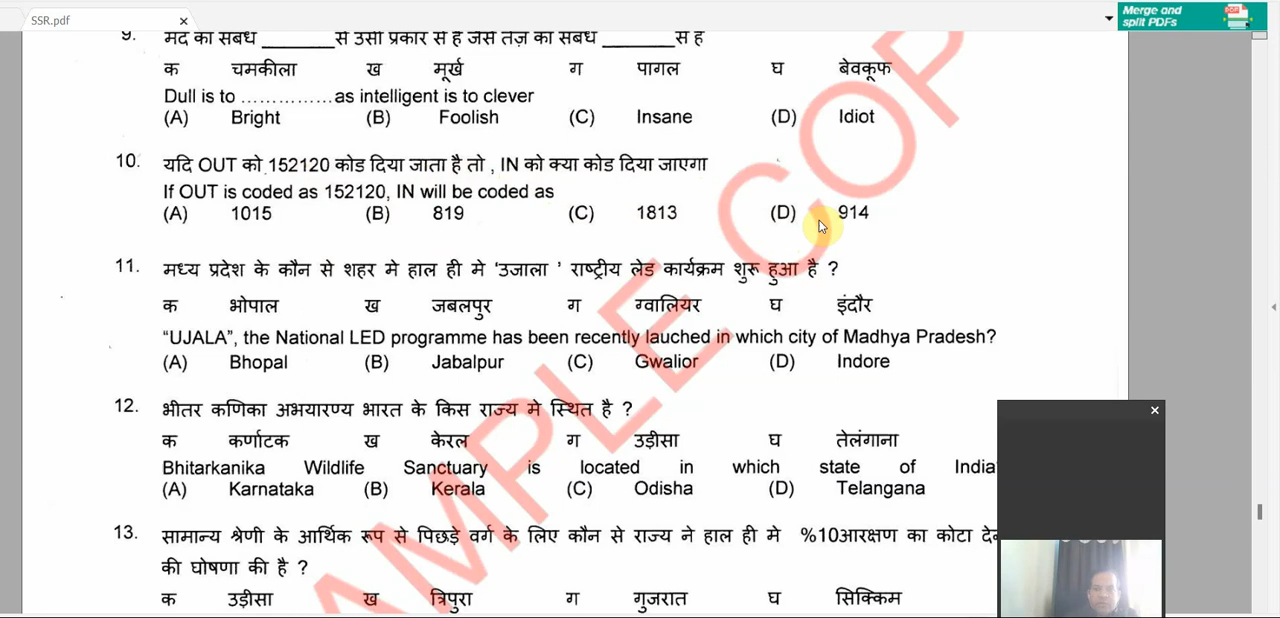 SSR.pdf
Merge and
split PDFs
9. मंद का संबंध ________से उसी प्रकार से है जैसे तेज़ का संबंध ________से है
क चमकीला ख मूर्ख ग पागल घ बेवकूफ
Dull is to ……………as intelligent is to clever
(A) Bright (B) Foolish (C) Insane (D) Idiot
10. यदि OUT को 152120 कोड दिया जाता है तो , IN को क्या कोड दिया जाएगा
If OUT is coded as 152120, IN will be coded as
(A) 1015 (B) 819 (C) 1813 (D) 914
11. मध्य प्रदेश के कौन से शहर मे हाल ही मे 'उजाला ' राष्ट्रीय लेड कार्यक्रम शुरू हुआ है ?
क भोपाल ख जबलपुर ग ग्वालियर घ इंदौर
“UJALA”, the National LED programme has been recently lauched in which city of Madhya Pradesh?
(A) Bhopal (B) Jabalpur (C) Gwalior (D) Indore
12. भीतर कणिका अभयारण्य भारत के किस राज्य मे स्थित है ?
क कर्णाटक ख केरल ग उड़ीसा घ तेलंगाना
Bhitarkanika Wildlife Sanctuary is located in which state of India
(A) Karnataka (B) Kerala (C) Odisha (D) Telangana
13. सामान्य श्रेणी के आर्थिक रूप से पिछड़े वर्ग के लिए कौन से राज्य ने हाल ही मे %10आरक्षण का कोटा
की घोषणा की है ?
क उड़ीसा ख त्रिपुरा ग गुजरात घ सिक्किम
AMPLE COP